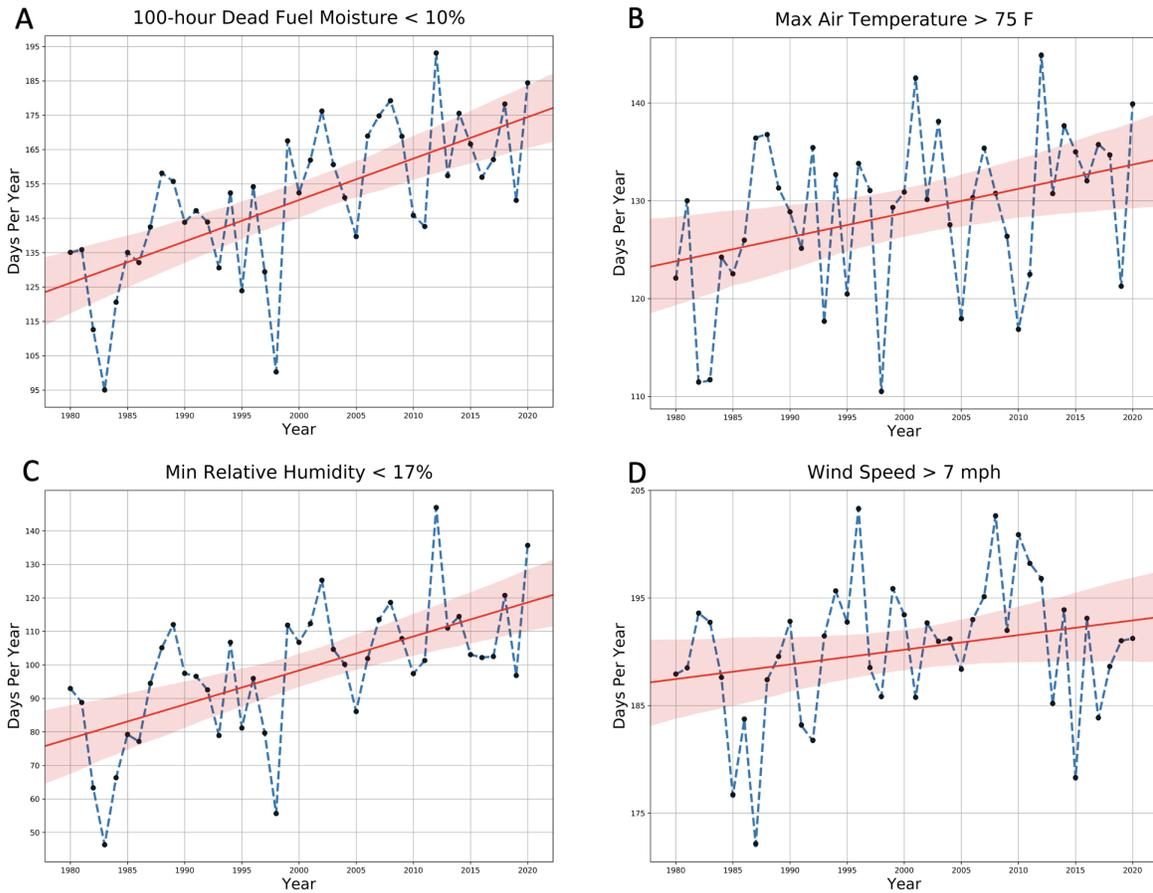 A
100-hour Dead Fuel Moisture < 10%
195
185
175
165
155
145
135
125
115
105
95
Days Per Year
1980 1985 1990 1995 2000 2005 2010 2015 2020
Year
B
Max Air Temperature > 75 F
140
130
120
110
Days Per Year
1980 1985 1990 1995 2000 2005 2010 2015 2020
Year
C
Min Relative Humidity < 17%
140
130
120
110
100
90
80
70
60
50
Days Per Year
1980 1985 1990 1995 2000 2005 2010 2015 2020
Year
D
Wind Speed > 7 mph
205
195
185
175
Days Per Year
1980 1985 1990 1995 2000 2005 2010 2015 2020
Year